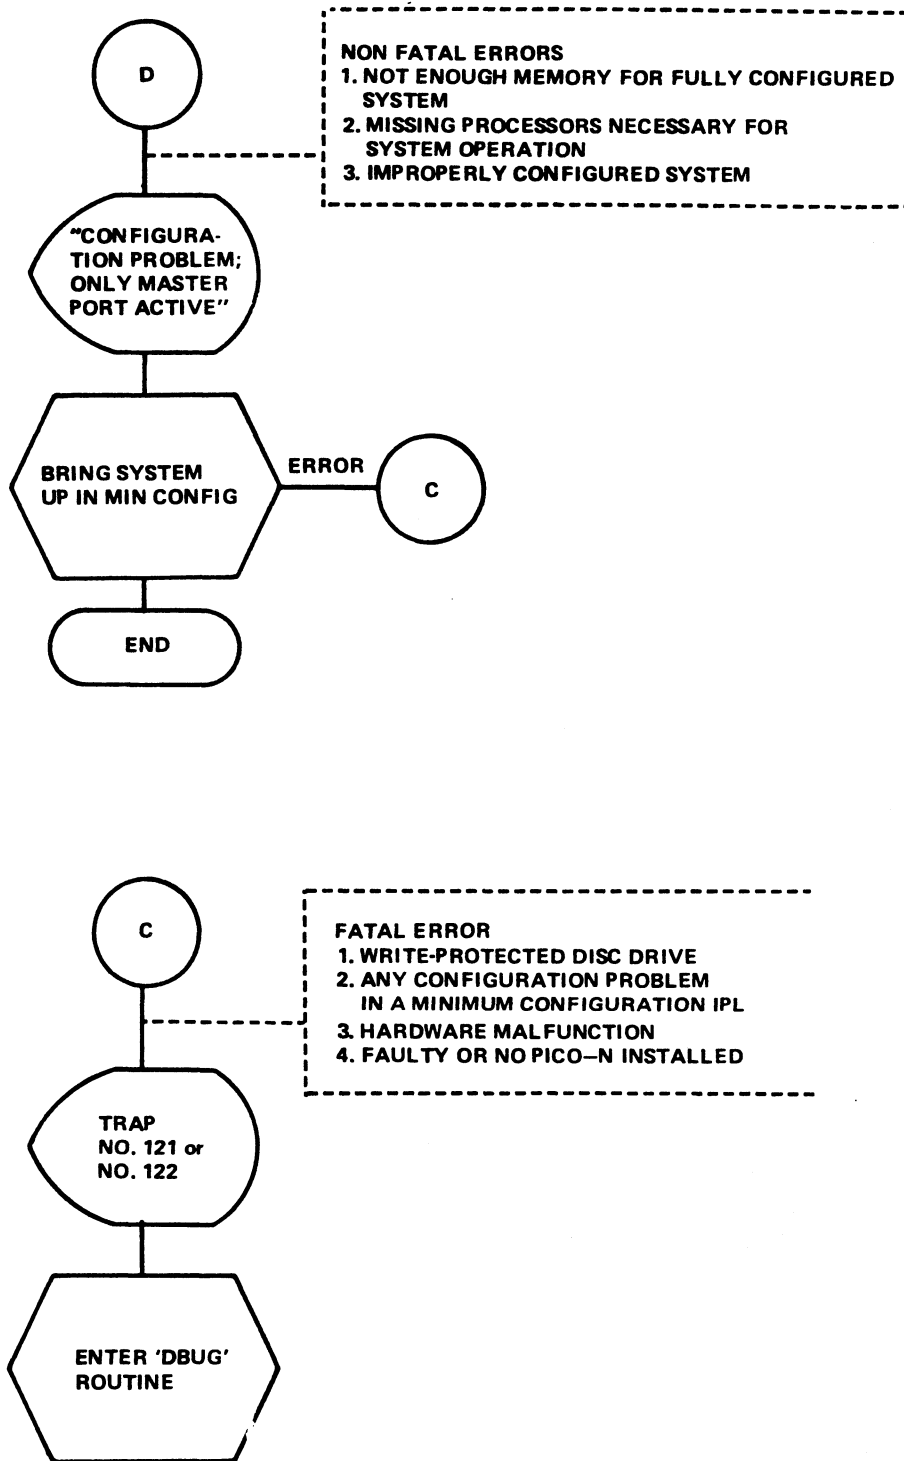 D
NON FATAL ERRORS
1. NOT ENOUGH MEMORY FOR FULLY CONFIGURED
SYSTEM
2. MISSING PROCESSORS NECESSARY FOR
SYSTEM OPERATION
3. IMPROPERLY CONFIGURED SYSTEM
"CONFIGURA-
TION PROBLEM;
ONLY MASTER
PORT ACTIVE"
BRING SYSTEM
UP IN MIN CONFIG
ERROR
C
END
C
FATAL ERROR
1. WRITE-PROTECTED DISC DRIVE
2. ANY CONFIGURATION PROBLEM
IN A MINIMUM CONFIGURATION IPL
3. HARDWARE MALFUNCTION
4. FAULTY OR NO PICO–N INSTALLED
TRAP
NO. 121 or
NO. 122
ENTER 'DBUG'
ROUTINE